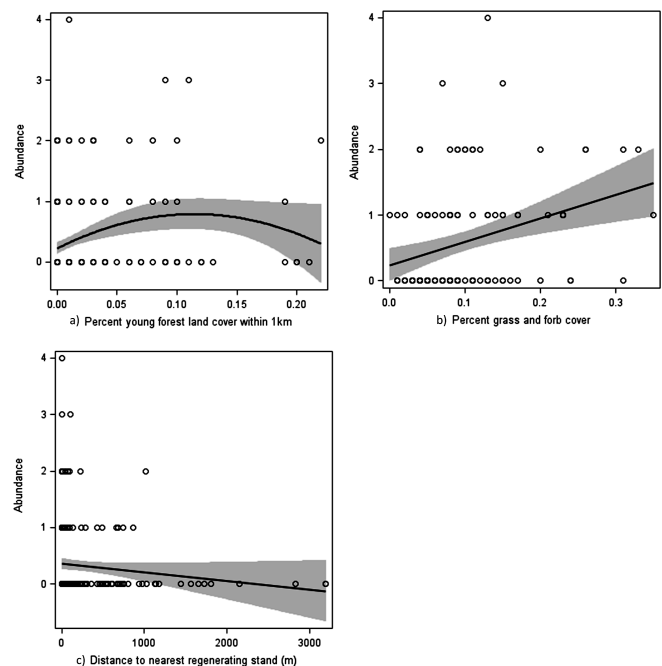 4
3
2
1
0
Abundance
0.00 0.05 0.10 0.15 0.20
a) Percent young forest land cover within 1km
4
3
2
1
0
Abundance
0.0 0.1 0.2 0.3
b) Percent grass and forb cover
4
3
2
1
0
Abundance
0 1000 2000 3000
c) Distance to nearest regenerating stand (m)